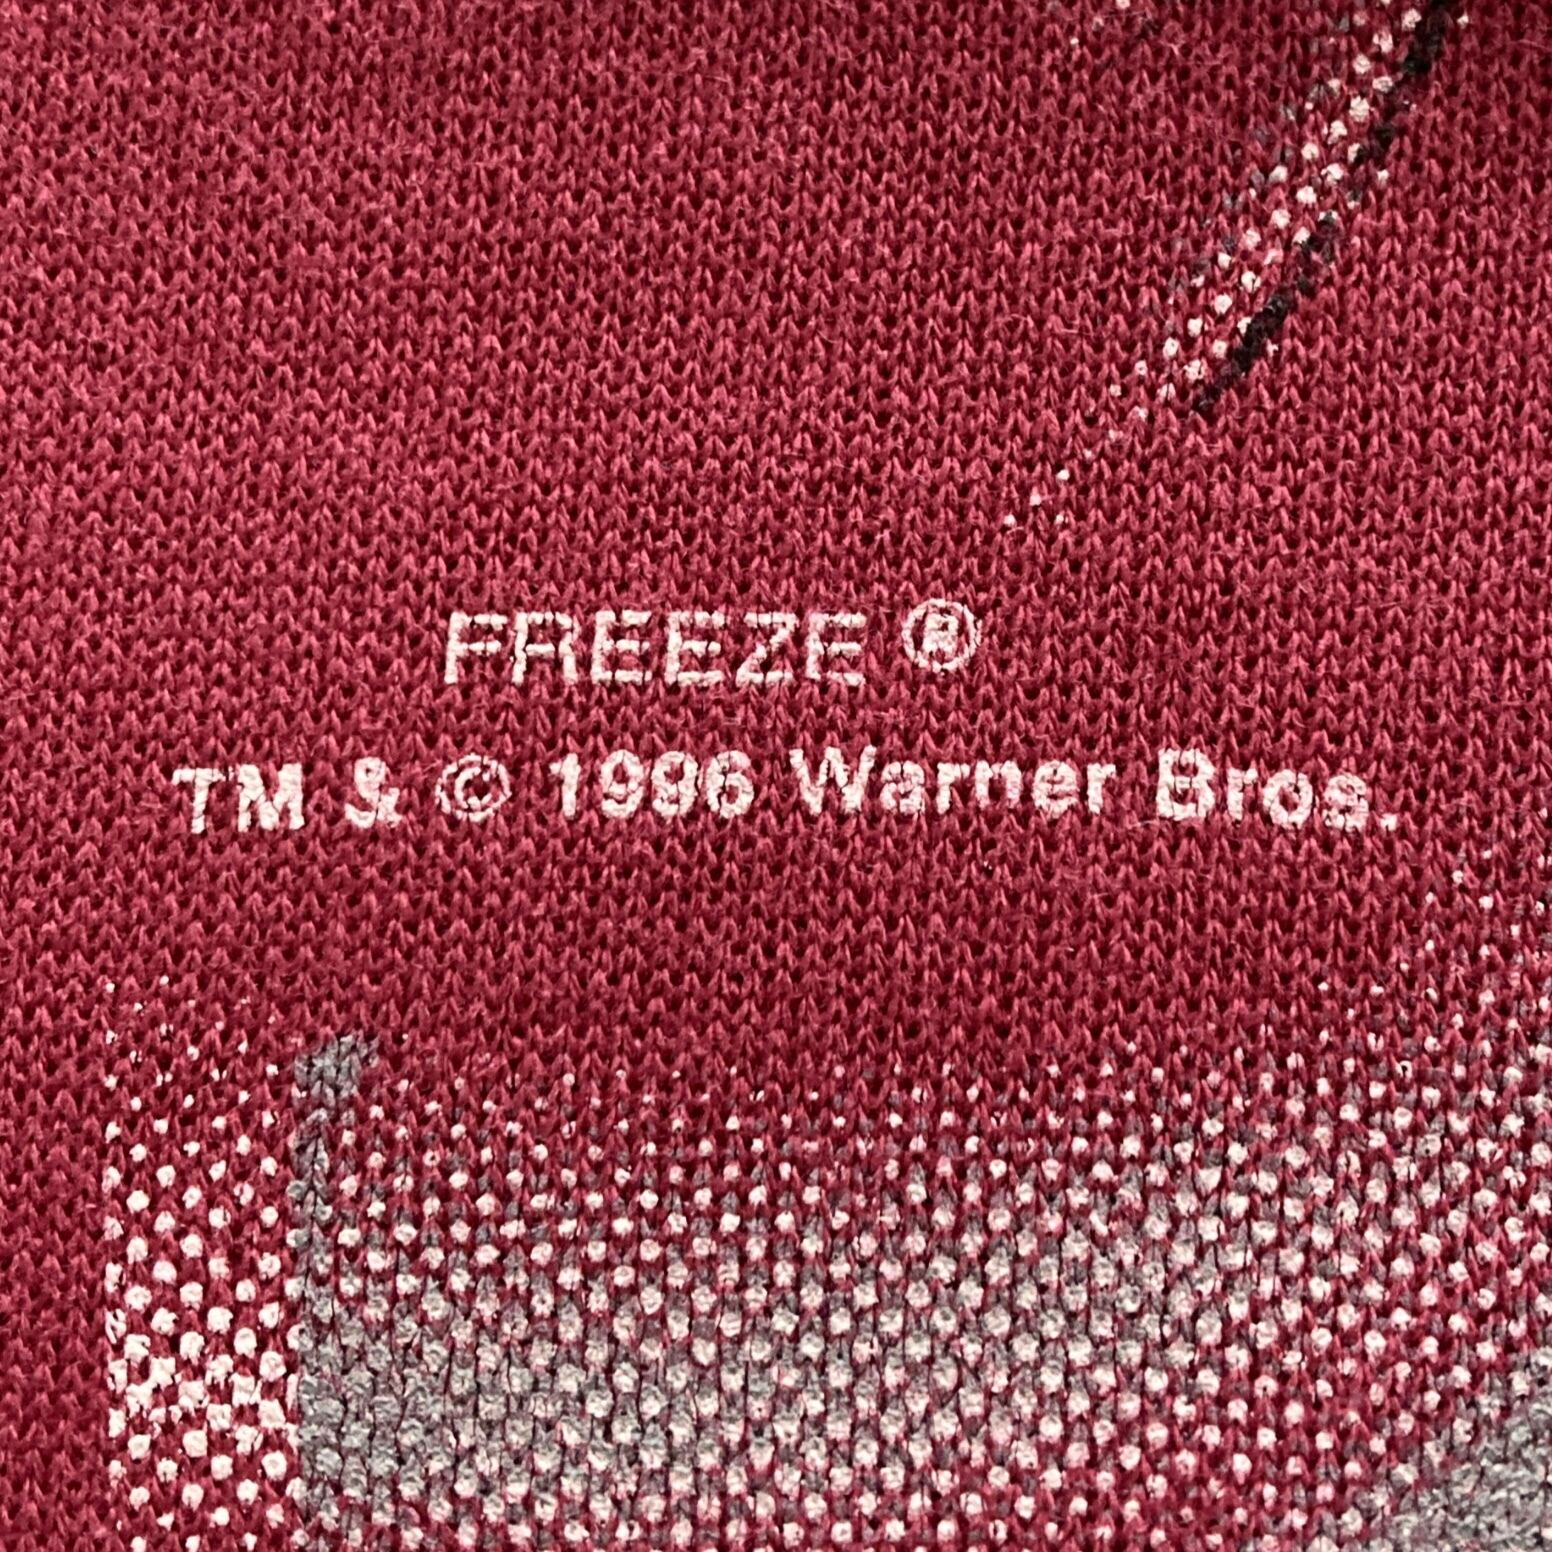 FREEZE ®
TM & © 1996 Warner Bros.